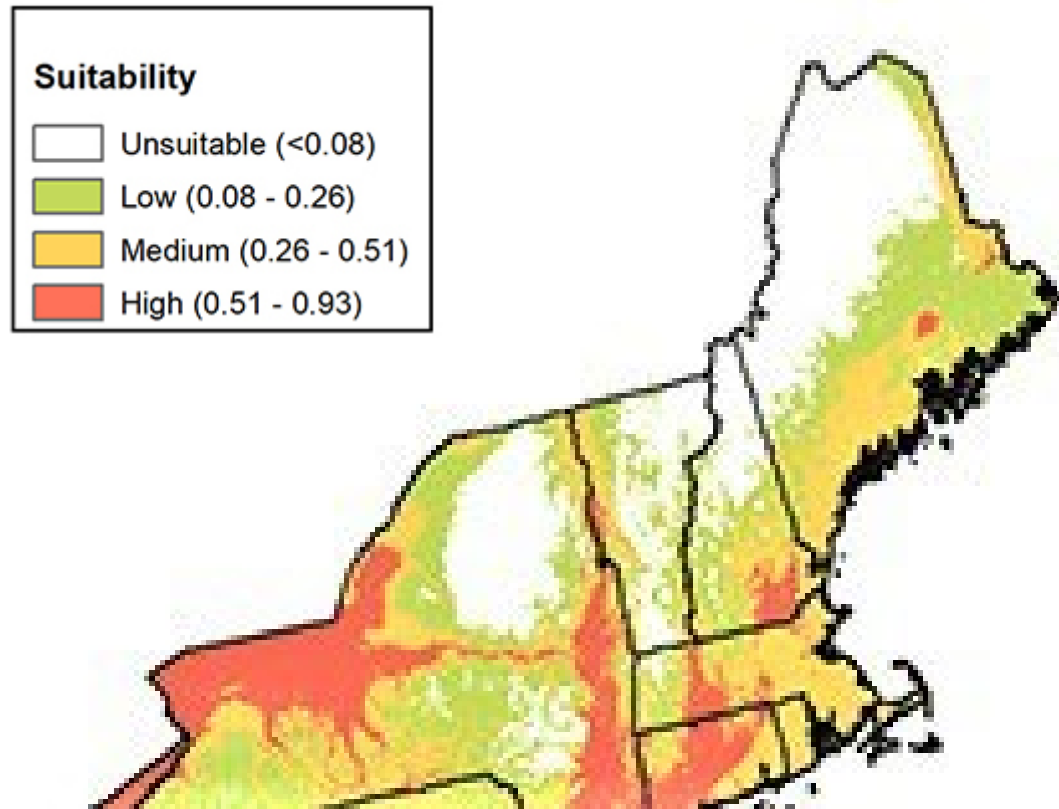 Suitability
Unsuitable (<0.08)
Low (0.08 - 0.26)
Medium (0.26 - 0.51)
High (0.51 - 0.93)